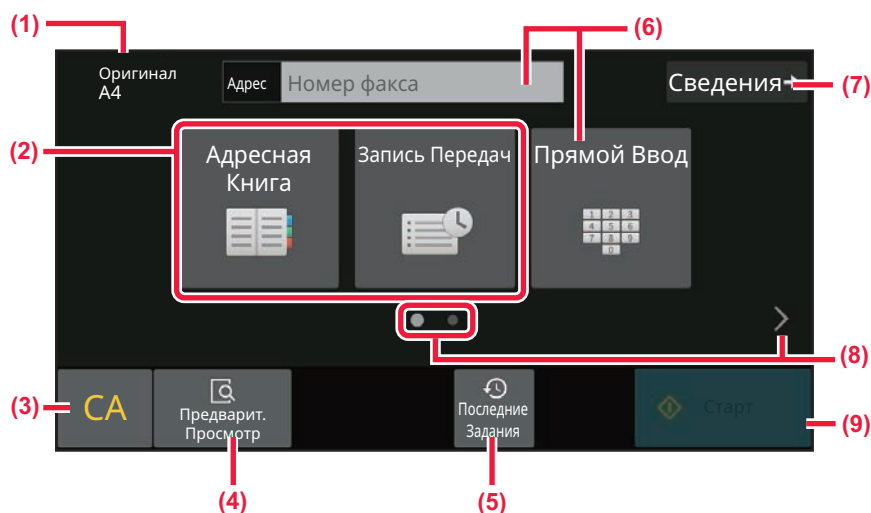 (1)
(6)
Оригинал
A4
Адрес
Номер факса
Сведения
(7)
(2)
Адресная
Книга
Запись Передач
Прямой Ввод
1 2 3
4 5 6
7 8 9
0
(8)
(3)
CA
Предварит.
Просмотр
Последние
Задания
Старт
(9)
(4)
(5)